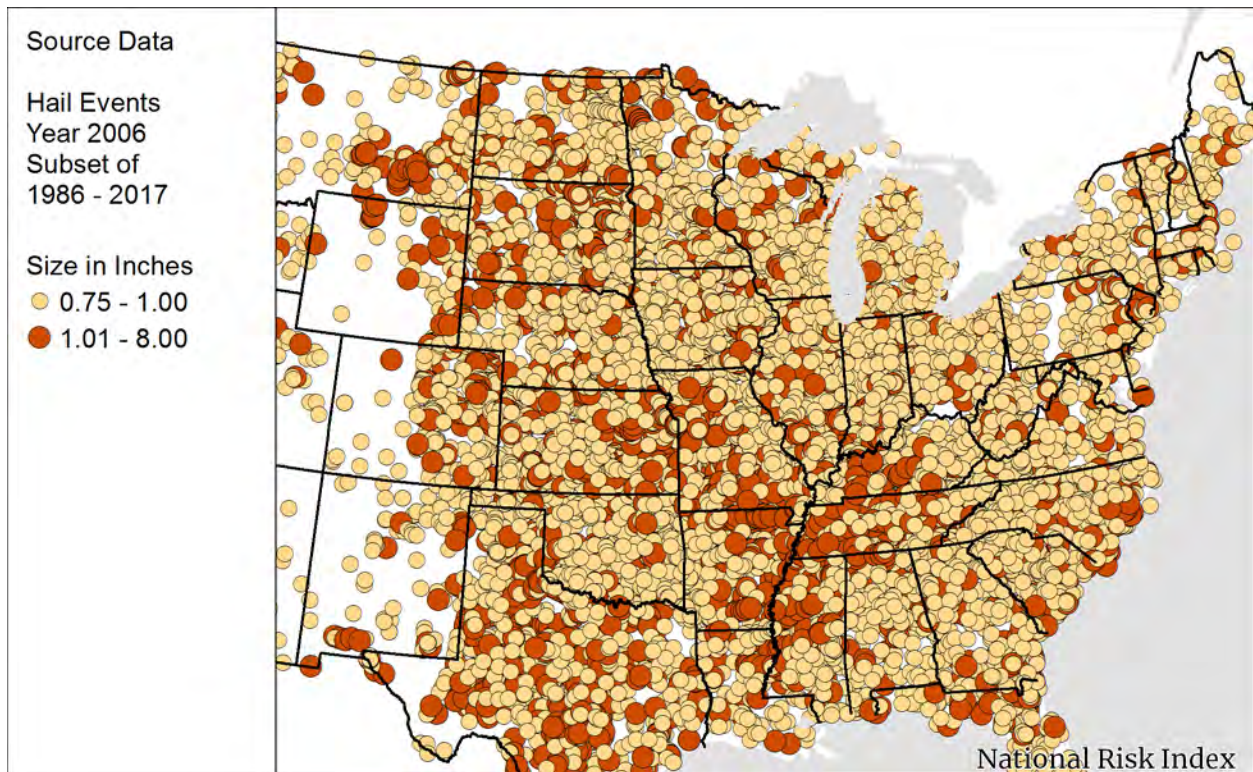 Source Data
Hail Events
Year 2006
Subset of
1986 - 2017
Size in Inches
0.75 - 1.00
1.01 - 8.00
National Risk Index